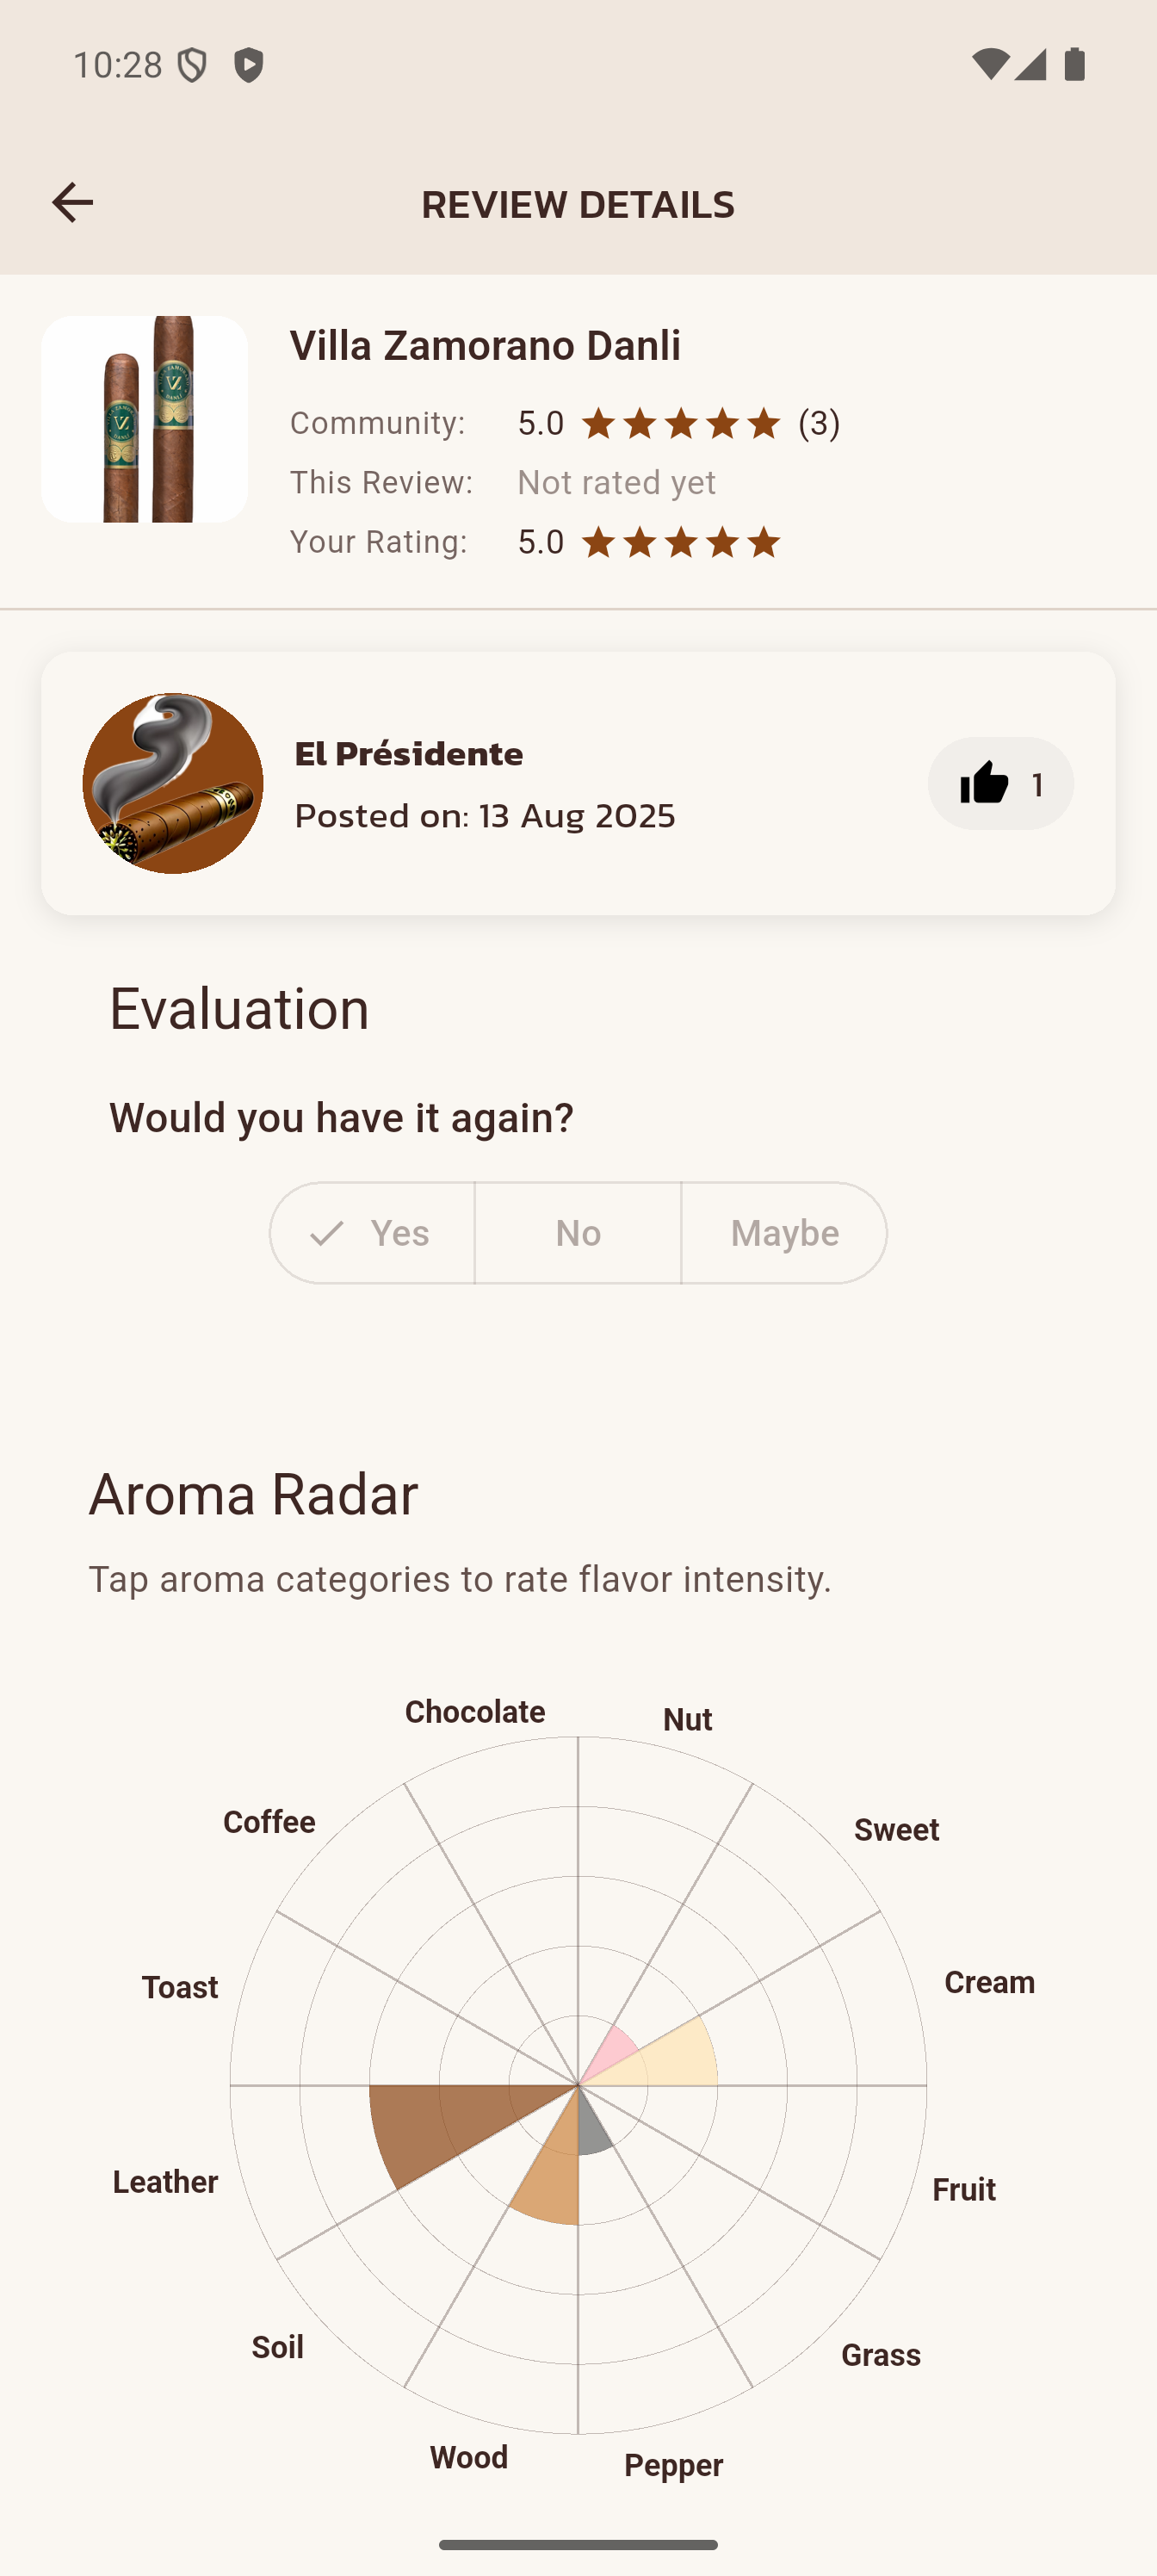 10:28
REVIEW DETAILS
Villa Zamorano Danli
Community: 5.0 (3)
This Review: Not rated yet
Your Rating: 5.0
El Présidente
Posted on: 13 Aug 2025
1
Evaluation
Would you have it again?
Yes No Maybe
Aroma Radar
Tap aroma categories to rate flavor intensity.
Chocolate
Nut
Coffee
Sweet
Toast
Cream
Leather
Fruit
Soil
Grass
Wood
Pepper